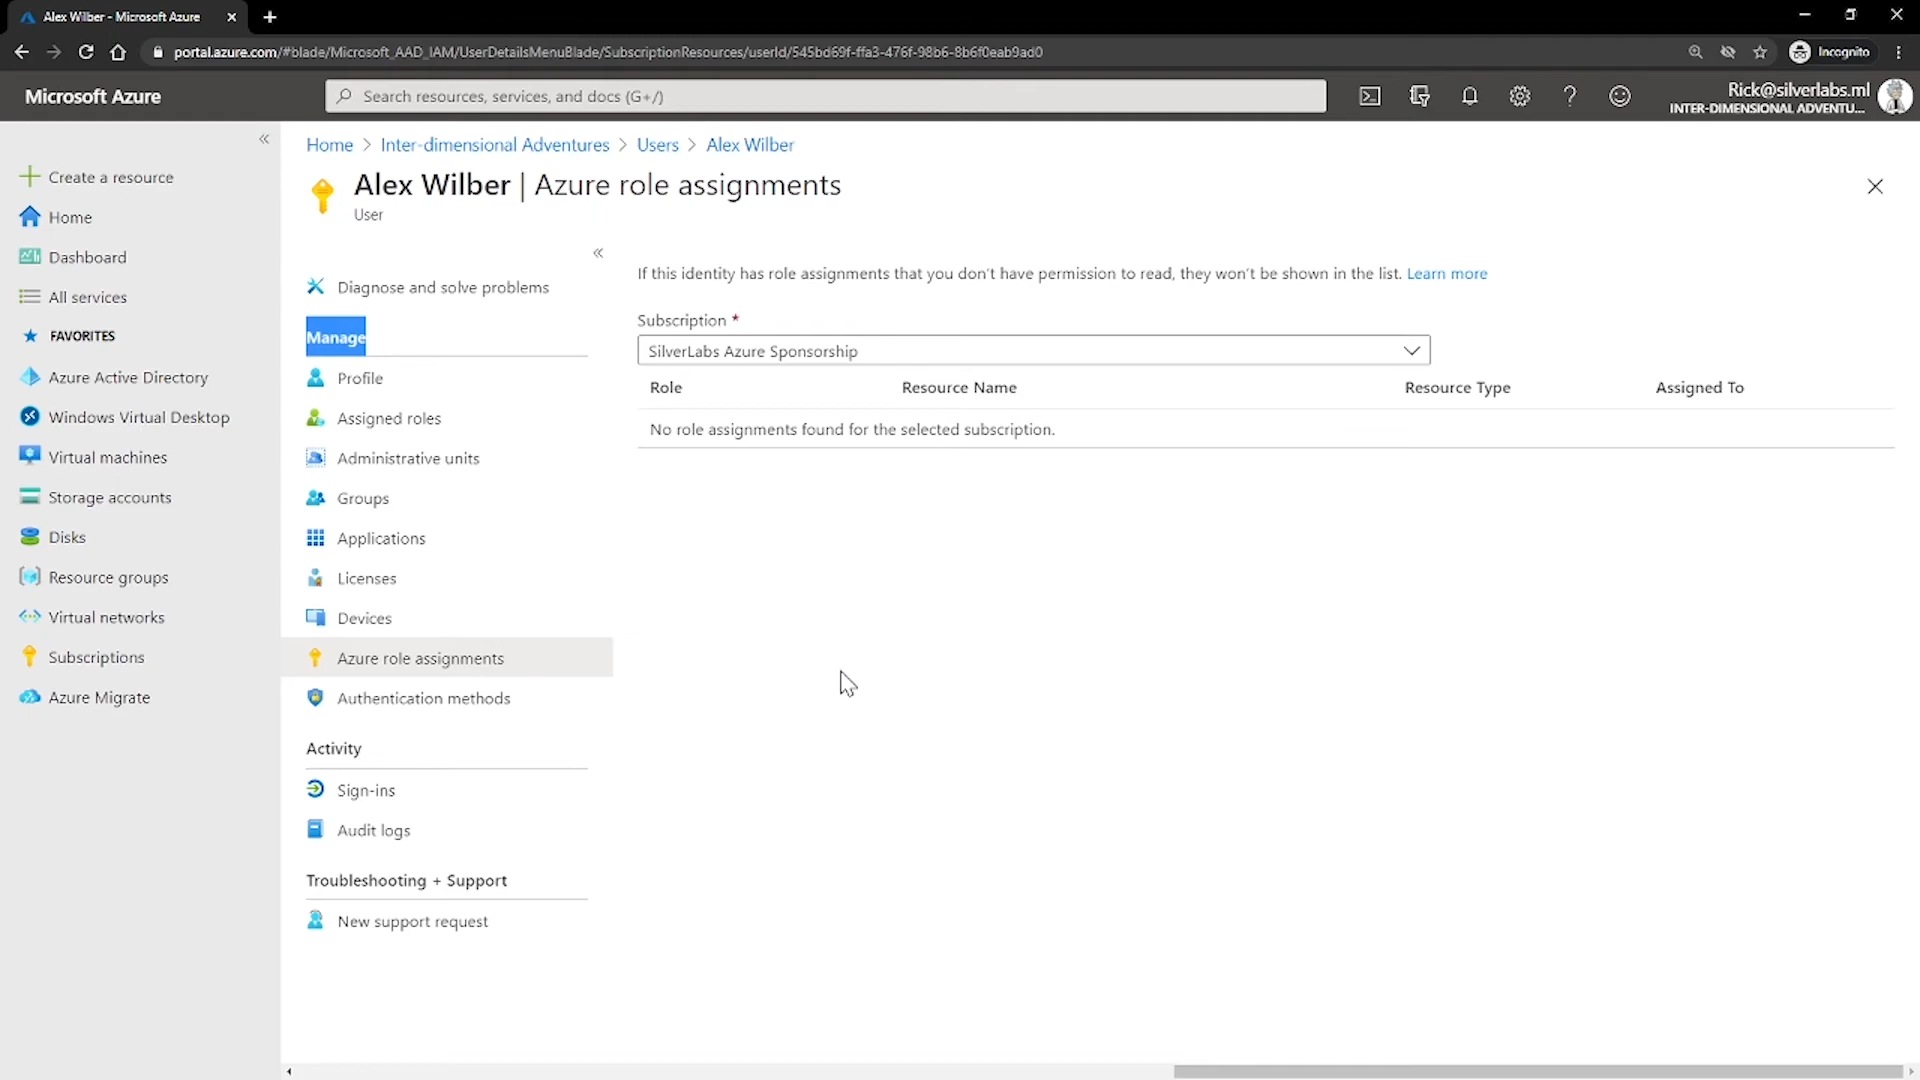 Alex Wilber - Microsoft Azure
portal.azure.com/#blade/Microsoft_AAD_IAM/UserDetailsMenuBlade/SubscriptionResources/userId/545bd69f-ffa3-476f-98b6-8b6f0eab9ad0
Incognito
Microsoft Azure
Search resources, services, and docs (G+/)
Rick@silverlabs.ml
INTER-DIMENSIONAL ADVENTU...
Create a resource
Home
Dashboard
All services
FAVORITES
Azure Active Directory
Windows Virtual Desktop
Virtual machines
Storage accounts
Disks
Resource groups
Virtual networks
Subscriptions
Azure Migrate
Home > Inter-dimensional Adventures > Users > Alex Wilber
Alex Wilber | Azure role assignments
User
Diagnose and solve problems
Manage
Profile
Assigned roles
Administrative units
Groups
Applications
Licenses
Devices
Azure role assignments
Authentication methods
Activity
Sign-ins
Audit logs
Troubleshooting + Support
New support request
If this identity has role assignments that you don't have permission to read, they won't be shown in the list. Learn more
Subscription *
SilverLabs Azure Sponsorship
Role Resource Name Resource Type Assigned To
No role assignments found for the selected subscription.